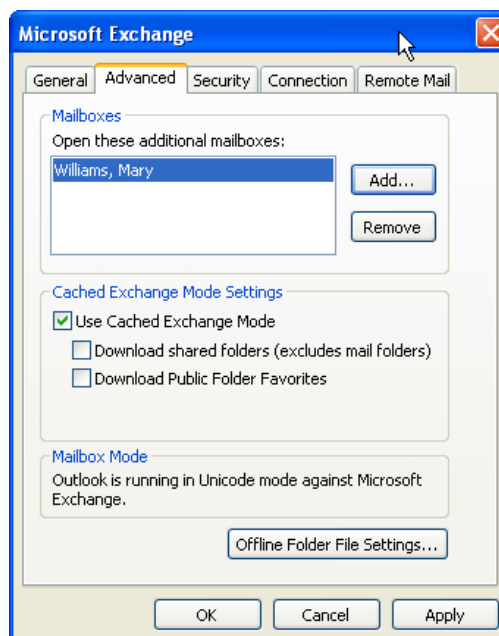 Microsoft Exchange
General Advanced Security Connection Remote Mail
Mailboxes
Open these additional mailboxes:
Williams, Mary
Add...
Remove
Cached Exchange Mode Settings
Use Cached Exchange Mode
Download shared folders (excludes mail folders)
Download Public Folder Favorites
Mailbox Mode
Outlook is running in Unicode mode against Microsoft
Exchange.
Offline Folder File Settings...
OK Cancel Apply